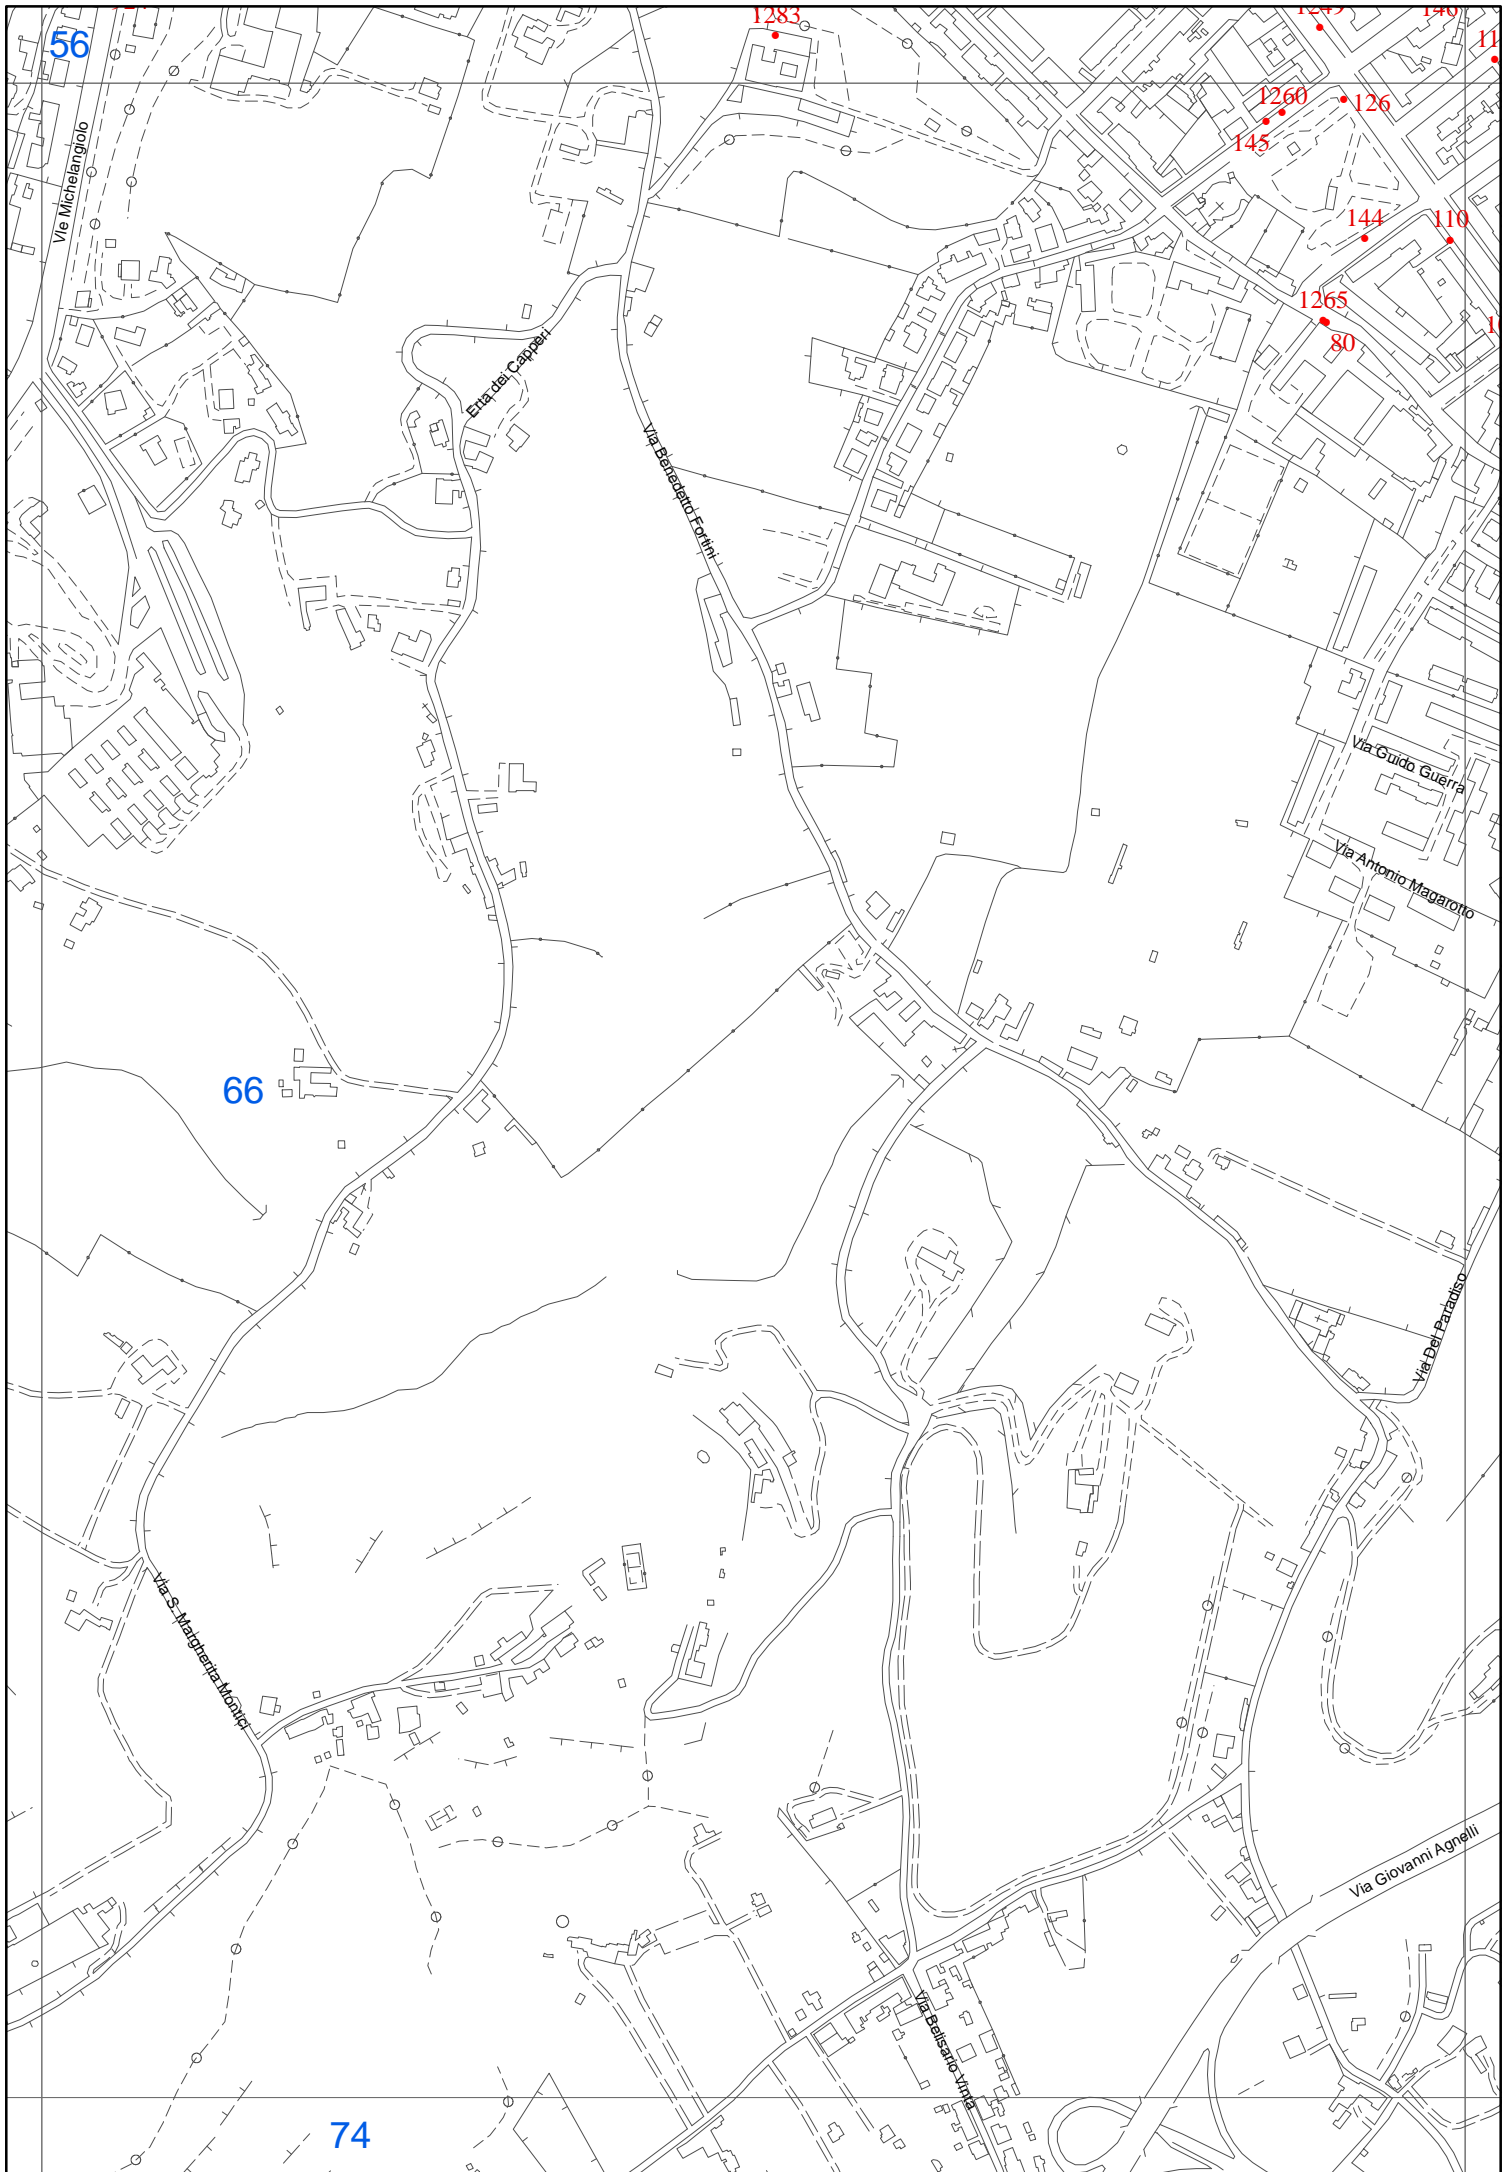 1283
56
1260
126
145
Vle Michelangiolo
144
110
1265
80
Erta dei Capperi
Via Benedetto Fortini
Via Guido Guerra
Via Antonio Magarotto
66
Via Del Paradiso
Via S. Margherita Montici
Via Giovanni Agnelli
Via Belisario Vinta
74